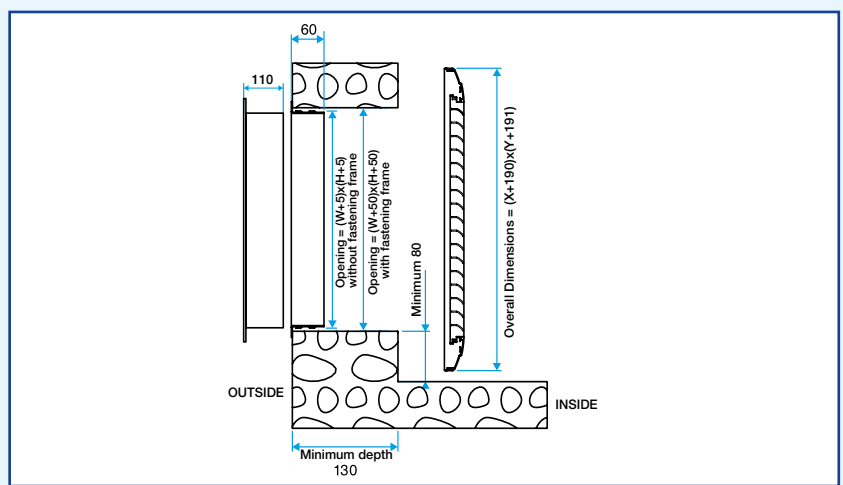 60
110
Opening = (W+5)x(H+5)
without fastening frame
Opening = (W+50)x(H+50)
with fastening frame
Minimum 80
Overall Dimensions = (X+190)x(Y+191)
OUTSIDE
INSIDE
Minimum depth
130